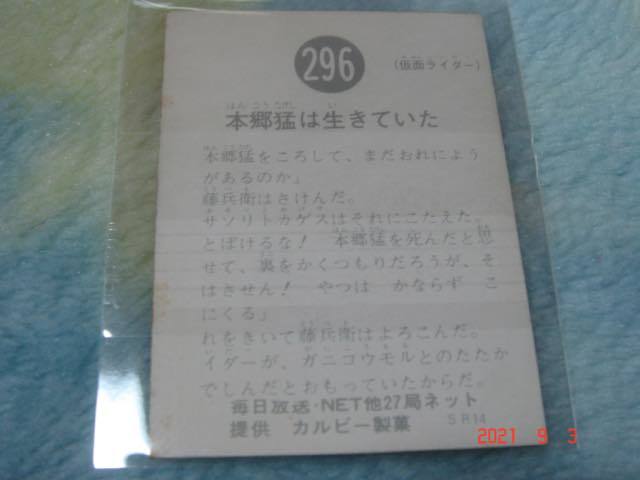 296
(仮面ライダー)
本郷猛は生きていた
本郷猛をころして、まだおれによう
があるのか」
藤兵衛はさけんだ。
サソリトカゲスはそれにこたえた。
とぼけるな! 本郷猛を死んだと思
せて、裏をかくつもりだろうが、そ
はさせん! やつは かならず こ
にくる」
れをきいて藤兵衛はよろこんだ。
イダーが、ガニコウモルとのたたか
でしんだとおもっていたからだ。
毎日放送・NET他27局ネット
提供 カルビー製菓 SR14
2021 9 3